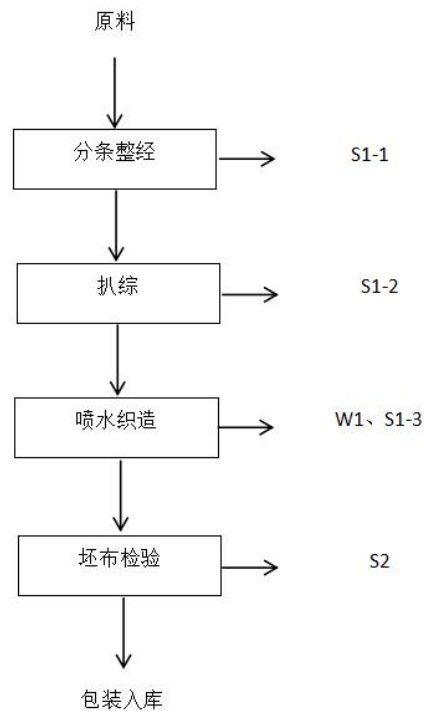 原料
分条整经 S1-1
扒综 S1-2
喷水织造 W1、S1-3
坯布检验 S2
包装入库